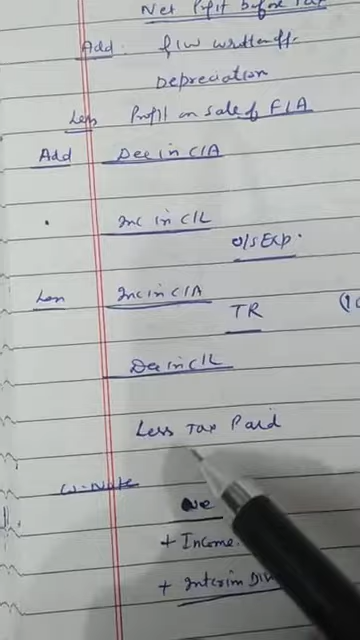 Net Profit before Tax
Add G/W written off
Depreciation
Less Profit on sale of F/A
Add Dec in C/A
Inc in C/L
O/S Exp.
Less Inc in C/A
TR
Dec in C/L
Less Tax Paid
W-Note
+ Income
+ Interim Div